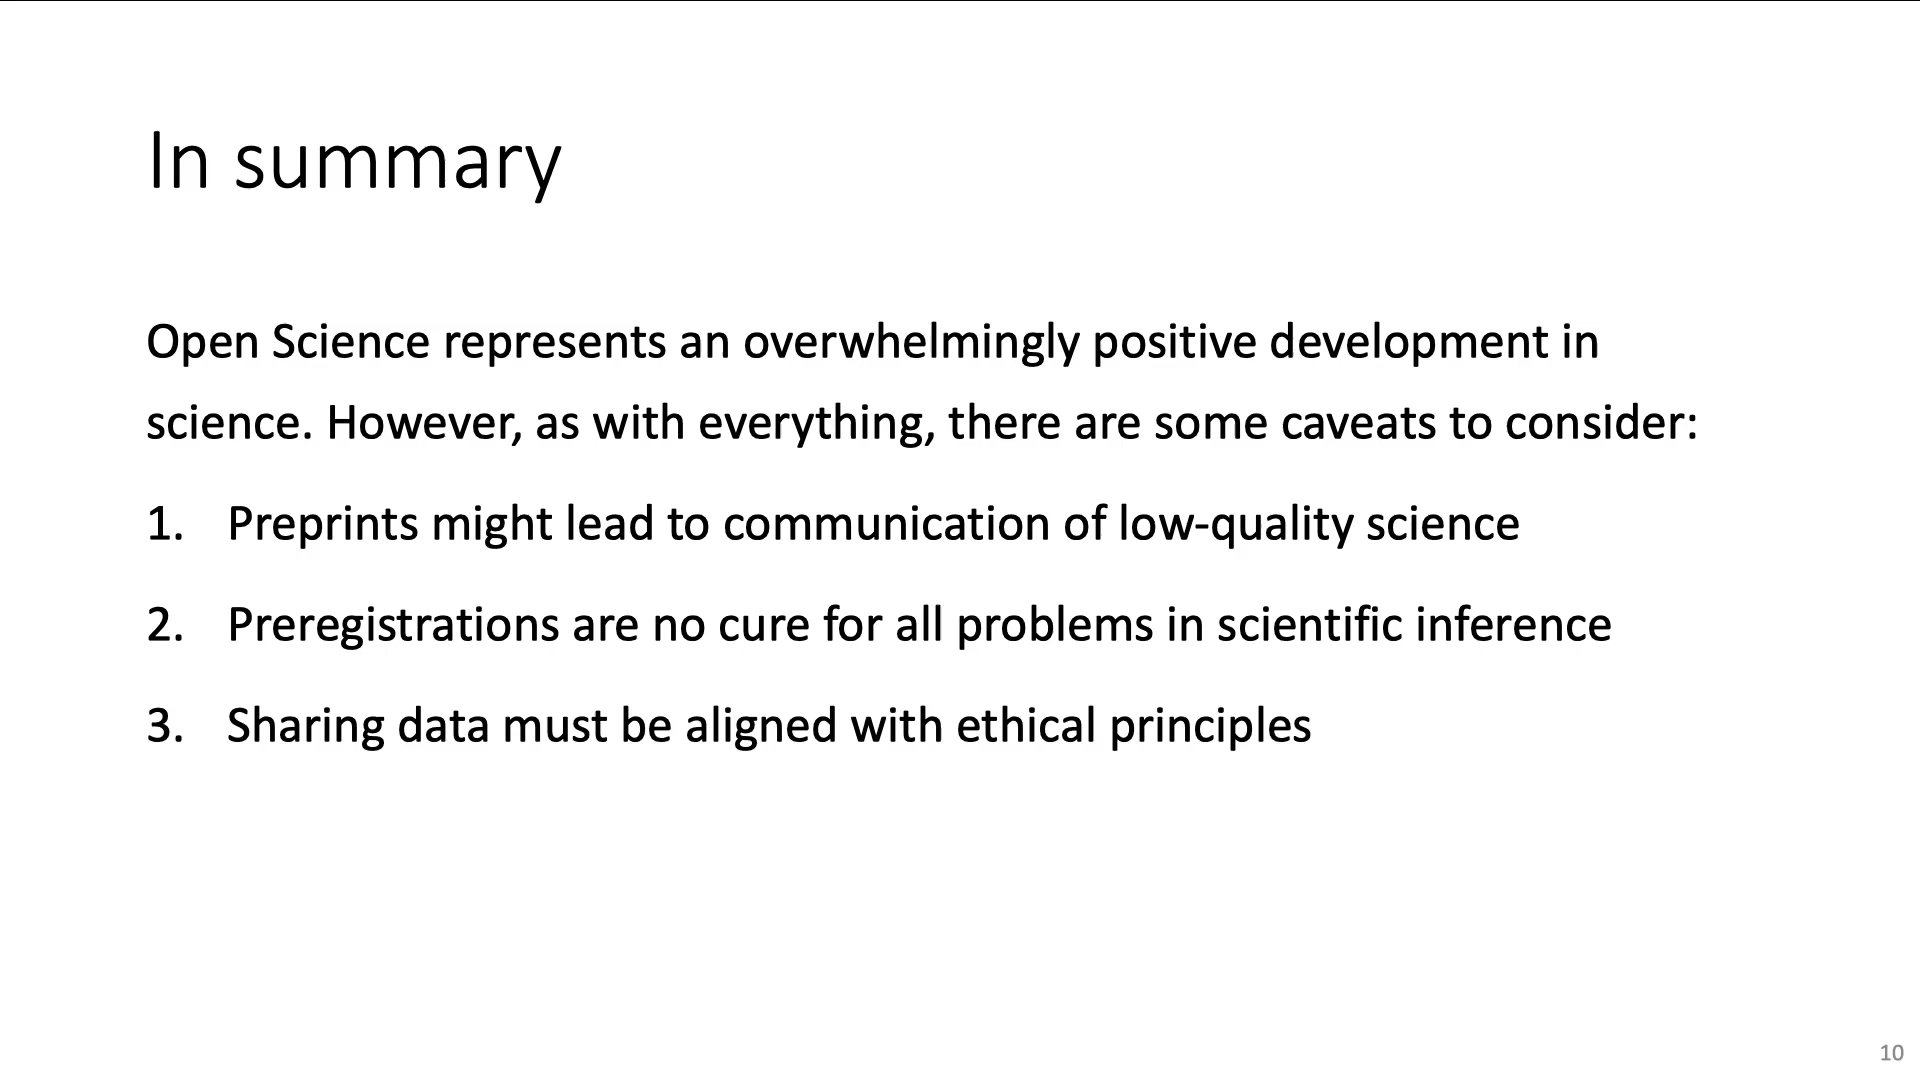 In summary
Open Science represents an overwhelmingly positive development in
science. However, as with everything, there are some caveats to consider:
1. Preprints might lead to communication of low-quality science
2. Preregistrations are no cure for all problems in scientific inference
3. Sharing data must be aligned with ethical principles
10